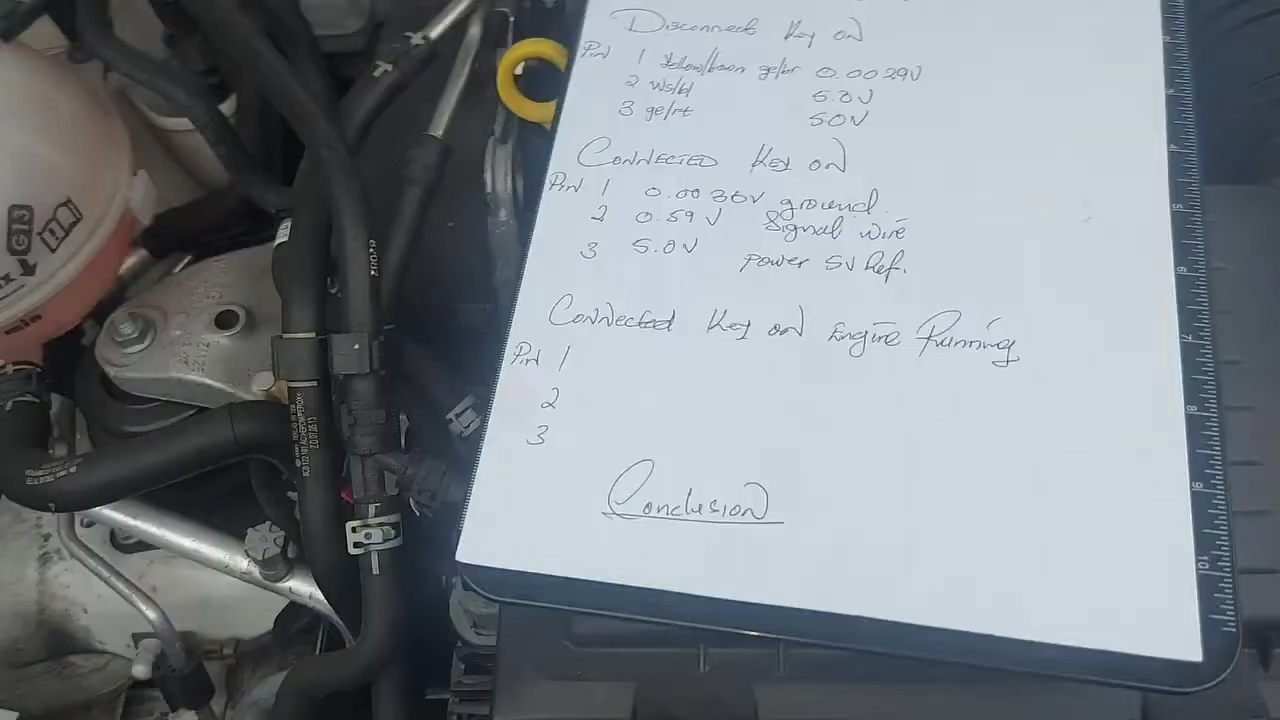 Disconnect Key on
Pin 1 Yellow/brown ge/br 0.0029V
2 ws/bl 5.0V
3 ge/rt 5.0V
CONNECTED Key on
Pin 1 0.0030V ground.
2 0.59V Signal wire
3 5.0V power 5V Ref.
Connected Key on Engine Running
Pin 1
2
3
Conclusion
G13